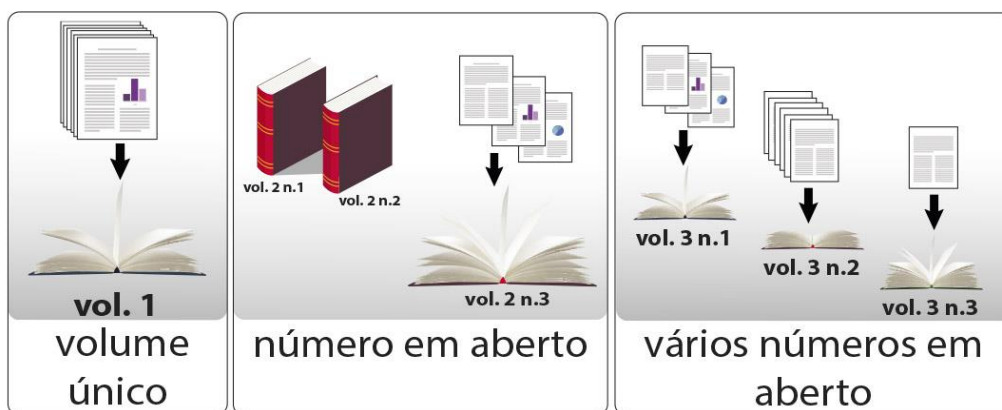 vol. 1
volume
único
vol. 2 n.1
vol. 2 n.2
vol. 2 n.3
número em aberto
vol. 3 n.1
vol. 3 n.2
vol. 3 n.3
vários números em
aberto